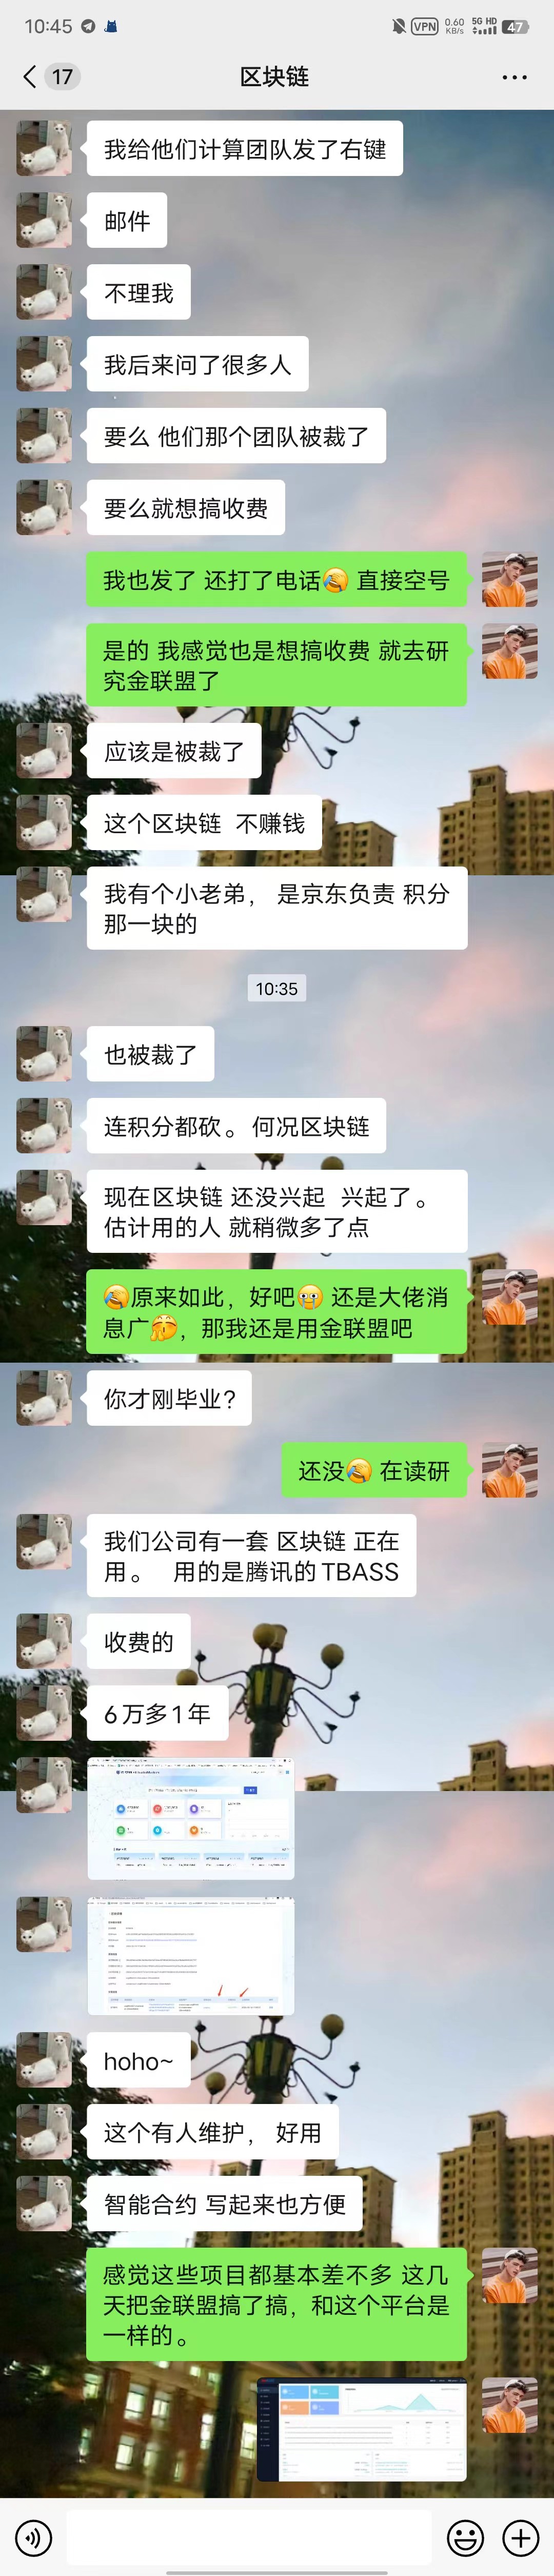 10:45
VPN
0.60
KB/s
5G HD
47
17
区块链
我给他们计算团队发了右键
邮件
不理我
我后来问了很多人
要么 他们那个团队被裁了
要么就想搞收费
我也发了 还打了电话😂 直接空号
是的 我感觉也是想搞收费 就去研
究金联盟了
应该是被裁了
这个区块链 不赚钱
我有个小老弟， 是京东负责 积分
那一块的
10:35
也被裁了
连积分都砍。何况区块链
现在区块链 还没兴起 兴起了。
估计用的人 就稍微多了点
原来如此，好吧 还是大佬消
息广，那我还是用金联盟吧
你才刚毕业？
还没 在读研
我们公司有一套 区块链 正在
用。 用的是腾讯的TBASS
收费的
6万多1年
hoho~
这个有人维护， 好用
智能合约 写起来也方便
感觉这些项目都基本差不多 这几
天把金联盟搞了搞，和这个平台是
一样的。